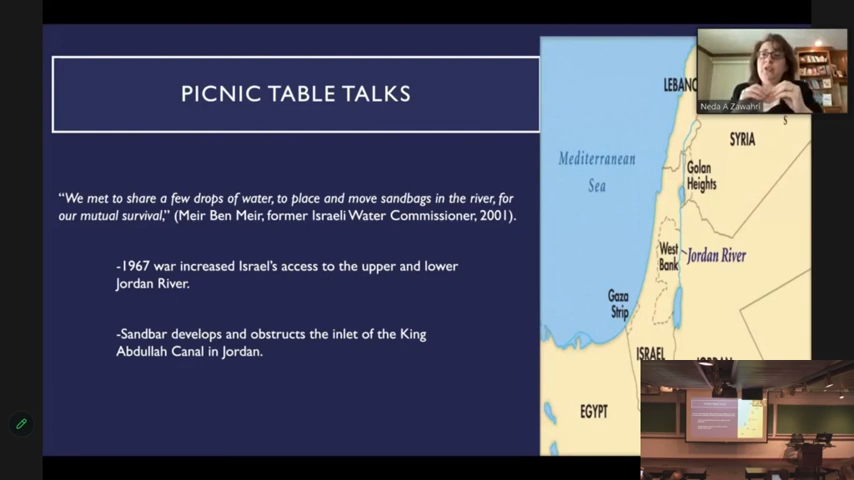 PICNIC TABLE TALKS
“We met to share a few drops of water, to place and move sandbags in the river, for
our mutual survival,” (Meir Ben Meir, former Israeli Water Commissioner, 2001).
-1967 war increased Israel's access to the upper and lower
Jordan River.
-Sandbar develops and obstructs the inlet of the King
Abdullah Canal in Jordan.
Neda A Zawahri
LEBANO
SYRIA
Mediterranean
Sea
Golan
Heights
West
Bank
Jordan River
Gaza
Strip
ISRAEL
EGYPT